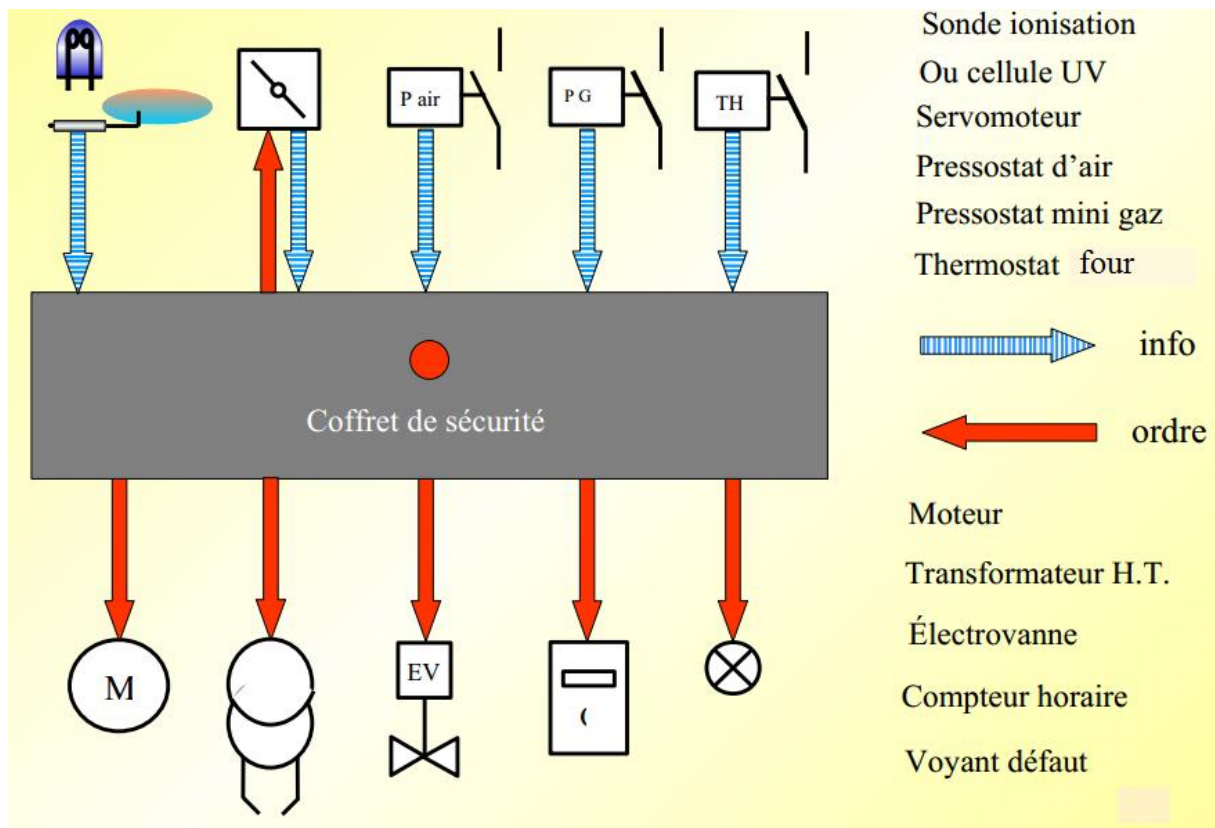 Sonde ionisation
Ou cellule UV
Servomoteur
Pressostat d’air
Pressostat mini gaz
Thermostat four
P air
P G
TH
info
ordre
Coffret de sécurité
Moteur
Transformateur H.T.
Électrovanne
Compteur horaire
Voyant défaut
M
EV
(